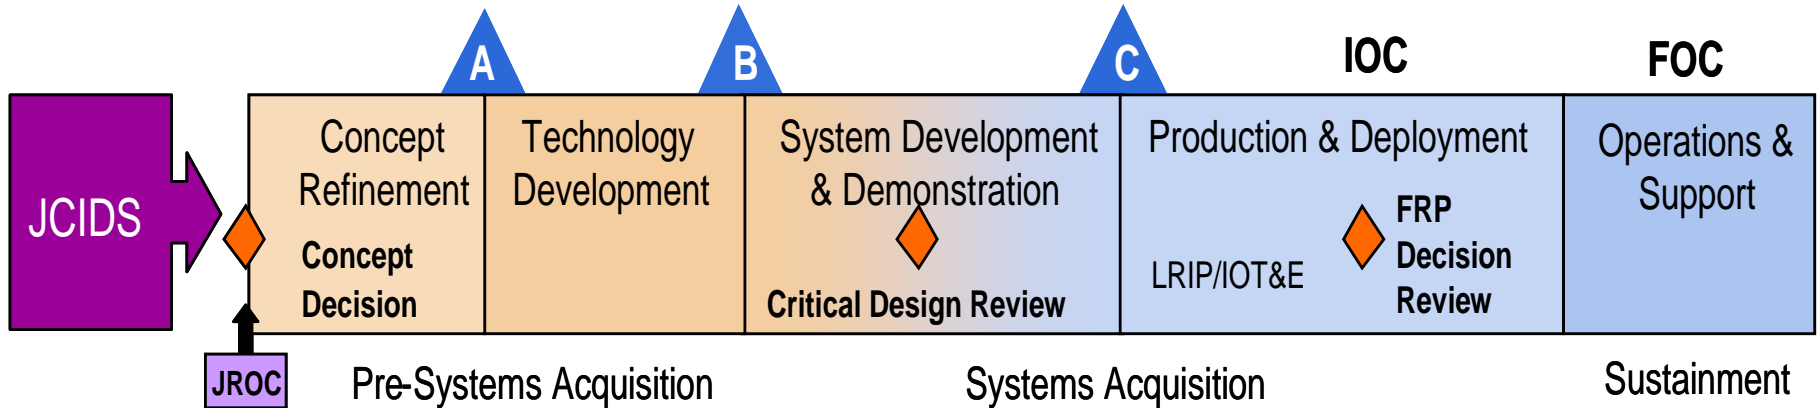 A
B
C
IOC
FOC
JCIDS
Concept
Refinement
Concept
Decision
Technology
Development
System Development
& Demonstration
Critical Design Review
Production & Deployment
LRIP/IOT&E
FRP
Decision
Review
Operations &
Support
JROC
Pre-Systems Acquisition
Systems Acquisition
Sustainment